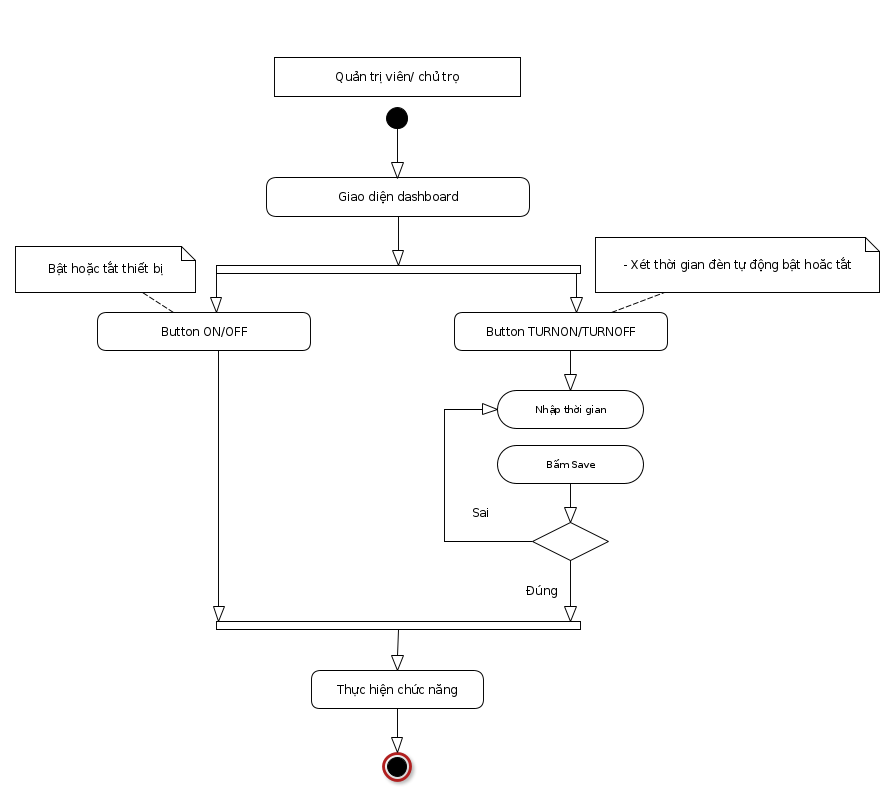 Quản trị viên/ chủ trọ
Giao diện dashboard
Bật hoặc tắt thiết bị
- Xét thời gian đèn tự động bật hoăc tắt
Button ON/OFF
Button TURNON/TURNOFF
Nhập thời gian
Bấm Save
Sai
Đúng
Thực hiện chức năng